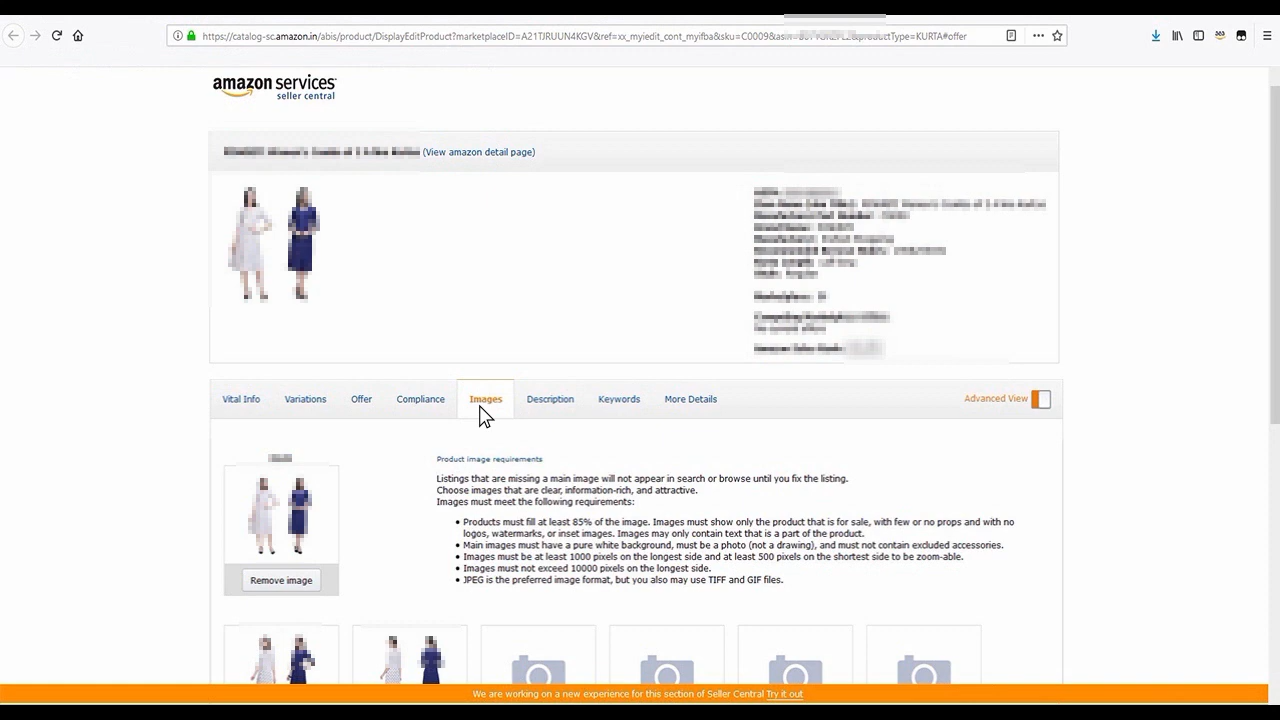 https://catalog-sc.amazon.in/abis/product/DisplayEditProduct?marketplaceID=A21TJRUUN4KGV&ref=xx_myiedit_cont_myifba&sku=C0009&
productType=KURTA#offer
amazon services
seller central
(View amazon detail page)
Vital Info Variations Offer Compliance Images Description Keywords More Details Advanced View
Product image requirements
Listings that are missing a main image will not appear in search or browse until you fix the listing.
Choose images that are clear, information-rich, and attractive.
Images must meet the following requirements:
• Products must fill at least 85% of the image. Images must show only the product that is for sale, with few or no props and with no
logos, watermarks, or inset images. Images may only contain text that is a part of the product.
• Main images must have a pure white background, must be a photo (not a drawing), and must not contain excluded accessories.
• Images must be at least 1000 pixels on the longest side and at least 500 pixels on the shortest side to be zoom-able.
• Images must not exceed 10000 pixels on the longest side.
• JPEG is the preferred image format, but you also may use TIFF and GIF files.
Remove image
We are working on a new experience for this section of Seller Central Try it out